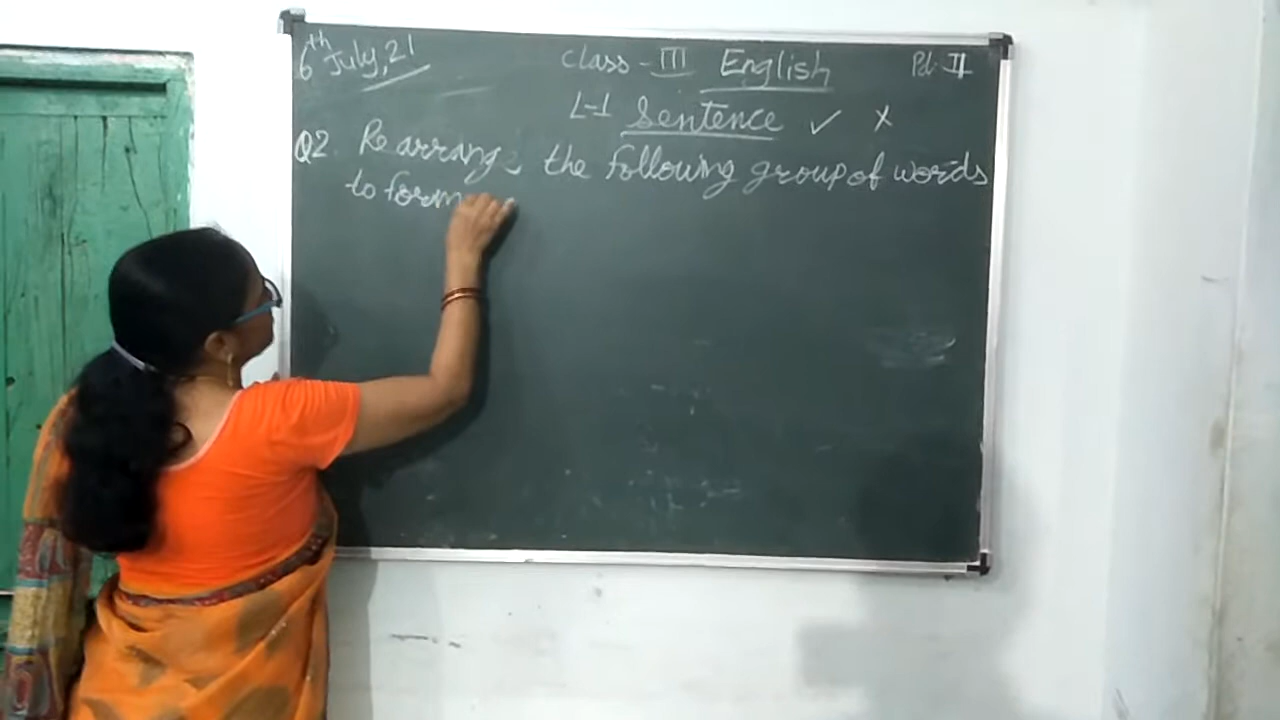 6th July, 21 Class - III English Pd- II
L-1 Sentence ✓ x
Q2. Rearrange the following group of words
to form